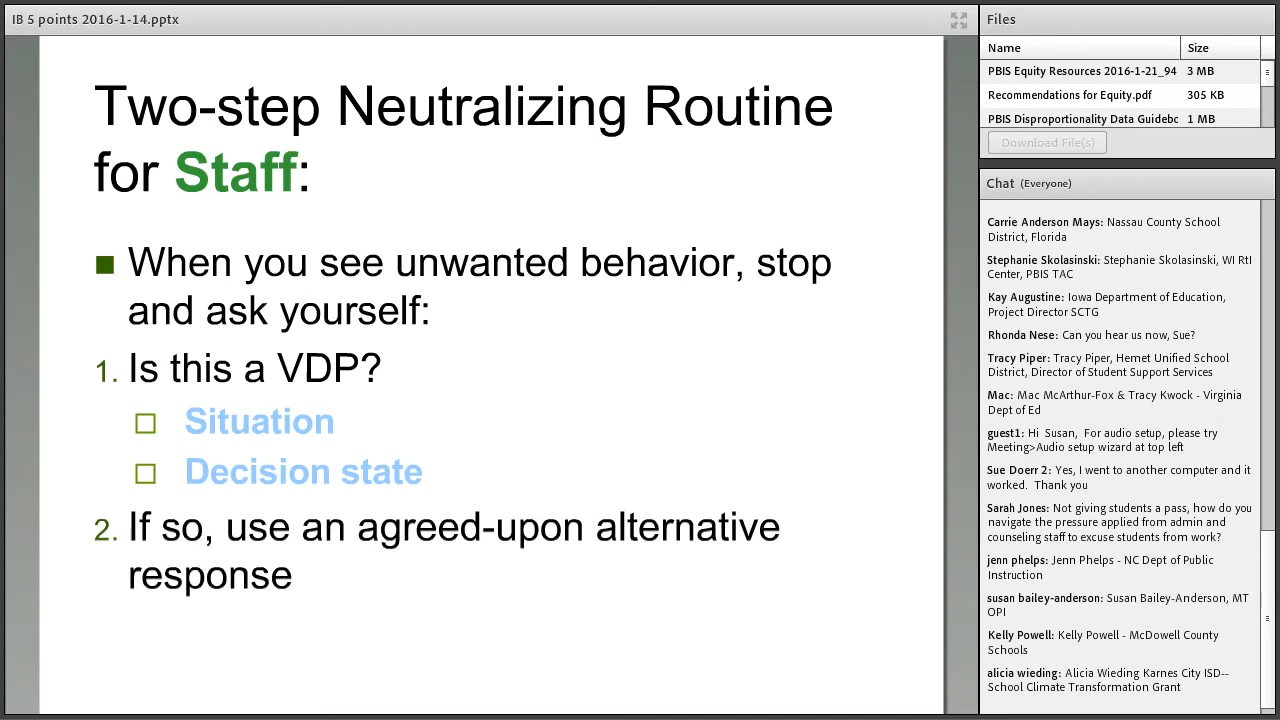 IB 5 points 2016-1-14.pptx
Two-step Neutralizing Routine
for Staff:
When you see unwanted behavior, stop
and ask yourself:
1. Is this a VDP?
Situation
Decision state
2. If so, use an agreed-upon alternative
response
Files
Name Size
PBIS Equity Resources 2016-1-21_94 3 MB
Recommendations for Equity.pdf 305 KB
PBIS Disproportionality Data Guidebc 1 MB
Download File(s)
Chat (Everyone)
Carrie Anderson Mays: Nassau County School
District, Florida
Stephanie Skolasinski: Stephanie Skolasinski, WI RtI
Center, PBIS TAC
Kay Augustine: Iowa Department of Education,
Project Director SCTG
Rhonda Nese: Can you hear us now, Sue?
Tracy Piper: Tracy Piper, Hemet Unified School
District, Director of Student Support Services
Mac: Mac McArthur-Fox & Tracy Kwock - Virginia
Dept of Ed
guest1: Hi Susan, For audio setup, please try
Meeting>Audio setup wizard at top left
Sue Doerr 2: Yes, I went to another computer and it
worked. Thank you
Sarah Jones: Not giving students a pass, how do you
navigate the pressure applied from admin and
counseling staff to excuse students from work?
jenn phelps: Jenn Phelps - NC Dept of Public
Instruction
susan bailey-anderson: Susan Bailey-Anderson, MT
OPI
Kelly Powell: Kelly Powell - McDowell County
Schools
alicia wieding: Alicia Wieding Karnes City ISD--
School Climate Transformation Grant